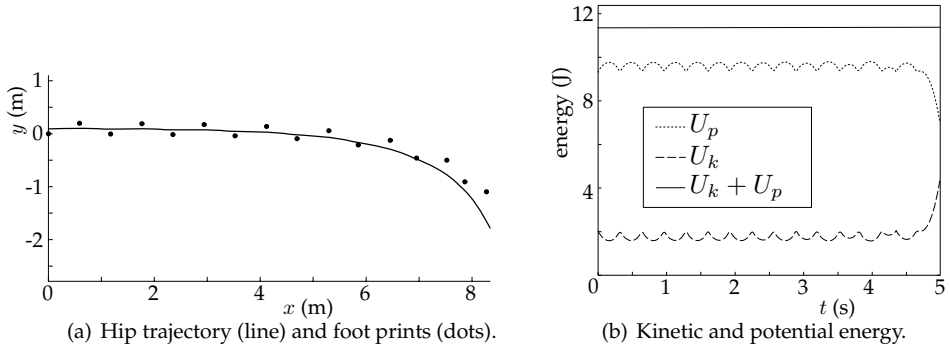 1
0
-1
-2
y (m)
0 2 4 6 8
x (m)
(a) Hip trajectory (line) and foot prints (dots).
12
8
4
energy (J)
U_p
U_k
U_k + U_p
0 1 2 3 4 5
t (s)
(b) Kinetic and potential energy.